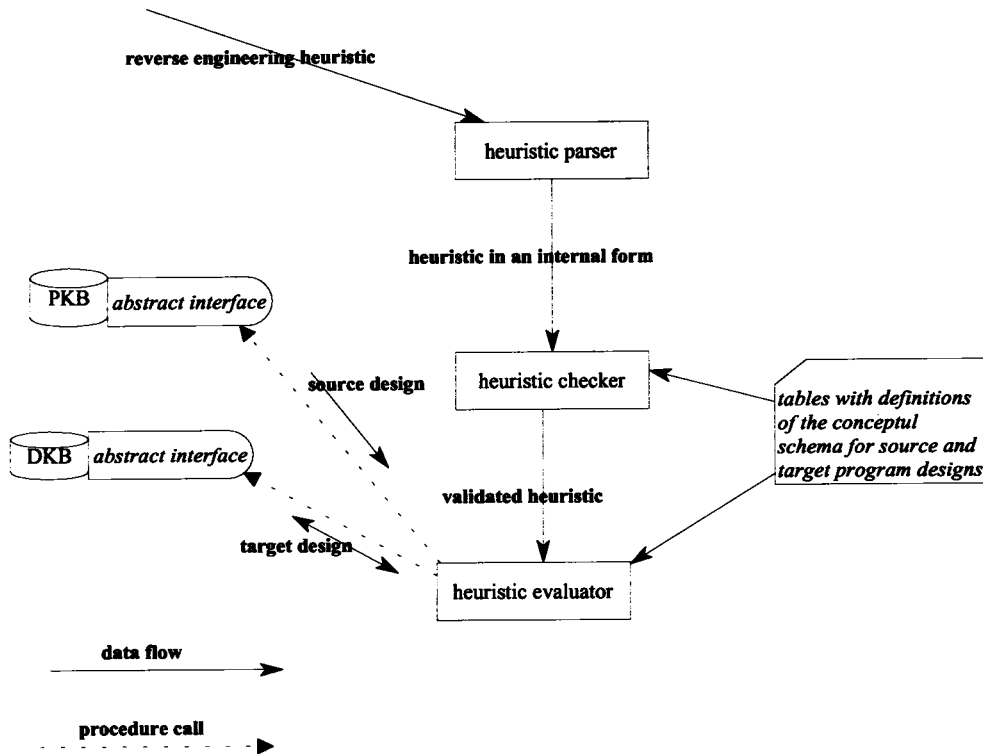 reverse engineering heuristic
heuristic parser
heuristic in an internal form
PKB
abstract interface
source design
heuristic checker
tables with definitions
of the conceptul
schema for source and
target program designs
DKB
abstract interface
validated heuristic
target design
heuristic evaluator
data flow
procedure call